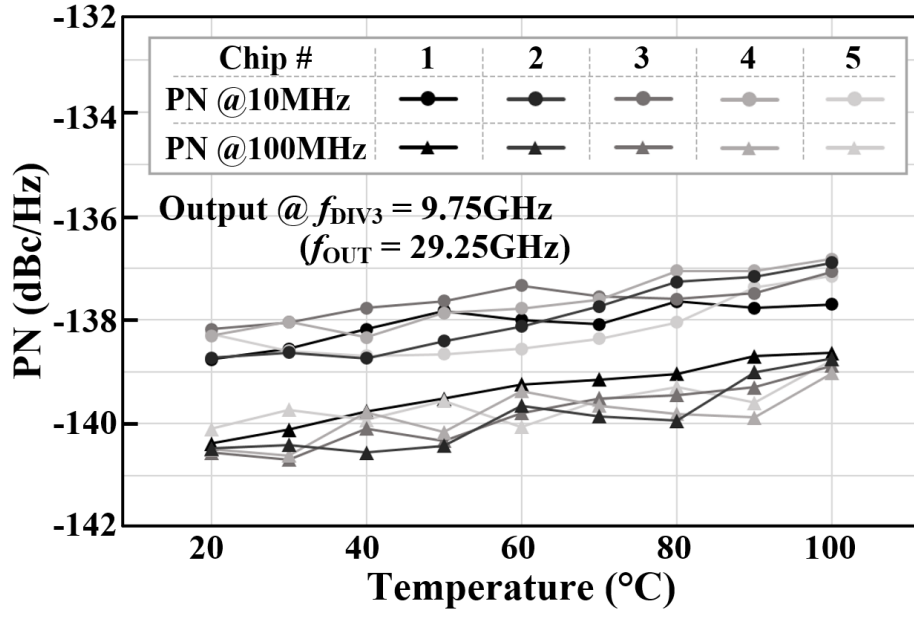 -132
-134
-136
-138
-140
-142
PN (dBc/Hz)
Chip # 1 2 3 4 5
PN @10MHz
PN @100MHz
Output @ fDIV3 = 9.75GHz
(fOUT = 29.25GHz)
20 40 60 80 100
Temperature (°C)